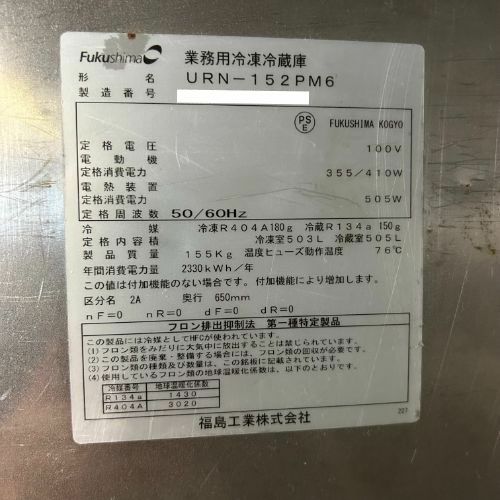 Fukushima 業務用冷凍冷蔵庫
形名 URN-152PM6
製造番号
PS E FUKUSHIMA KOGYO
定格電圧 100V
電動機
定格消費電力 355/410W
電熱装置
定格消費電力 505W
定格周波数 50/60Hz
冷媒 冷凍R404A180g 冷蔵R134a 150g
定格内容積 冷凍室503L 冷蔵室505L
製品質量 155Kg 温度ヒューズ動作温度 76℃
年間消費電力量 2330kWh/年
この値は付加機能のない場合です。付加機能により増加します。
区分名 2A 奥行 650mm
nF=0 nR=0 dF=0 dR=0
フロン排出抑制法 第一種特定製品
この製品には冷媒としてHFCが使われています。
(1)フロン類をみだりに大気中に放出することは禁じられています。
(2)この製品を廃棄・整備する場合には、フロン類の回収が必要です。
(3)フロン類の種類及び数量は、この銘板に記載されています。
(4)使用しているフロン類の地球温暖化係数は、以下のとおりです。
冷媒番号 地球温暖化係数
R134a 1430
R404A 3020
福島工業株式会社
227